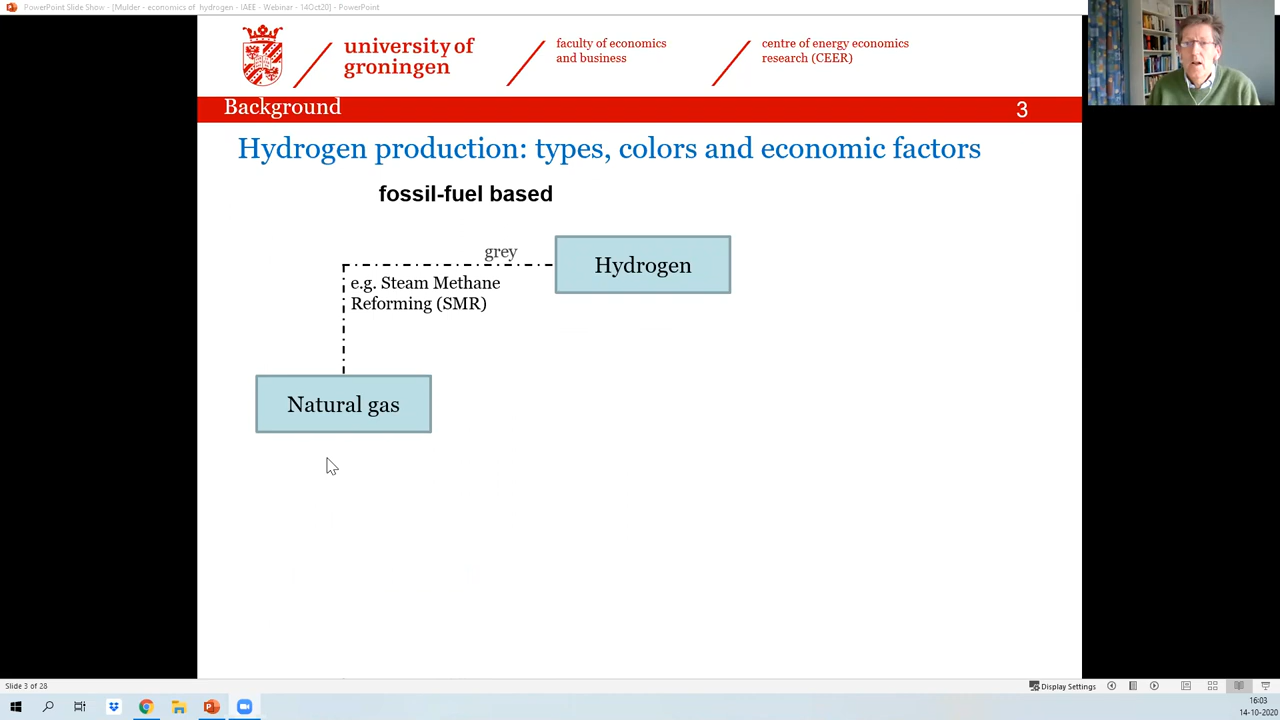 PowerPoint Slide Show - [Mulder - economics of hydrogen - IAEE - Webinar - 14Oct20] - PowerPoint
university of
groningen
faculty of economics
and business
centre of energy economics
research (CEER)
Background
3
Hydrogen production: types, colors and economic factors
fossil-fuel based
grey
Hydrogen
e.g. Steam Methane
Reforming (SMR)
Natural gas
Slide 3 of 28
Display Settings
16:03
14-10-2020